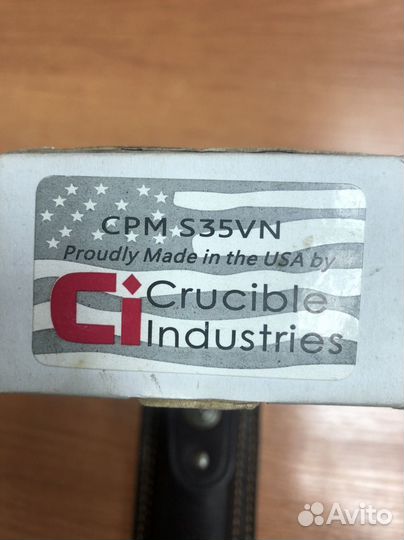 CPM S35VN
Proudly Made in the USA by
Ci Crucible
Industries
Avito